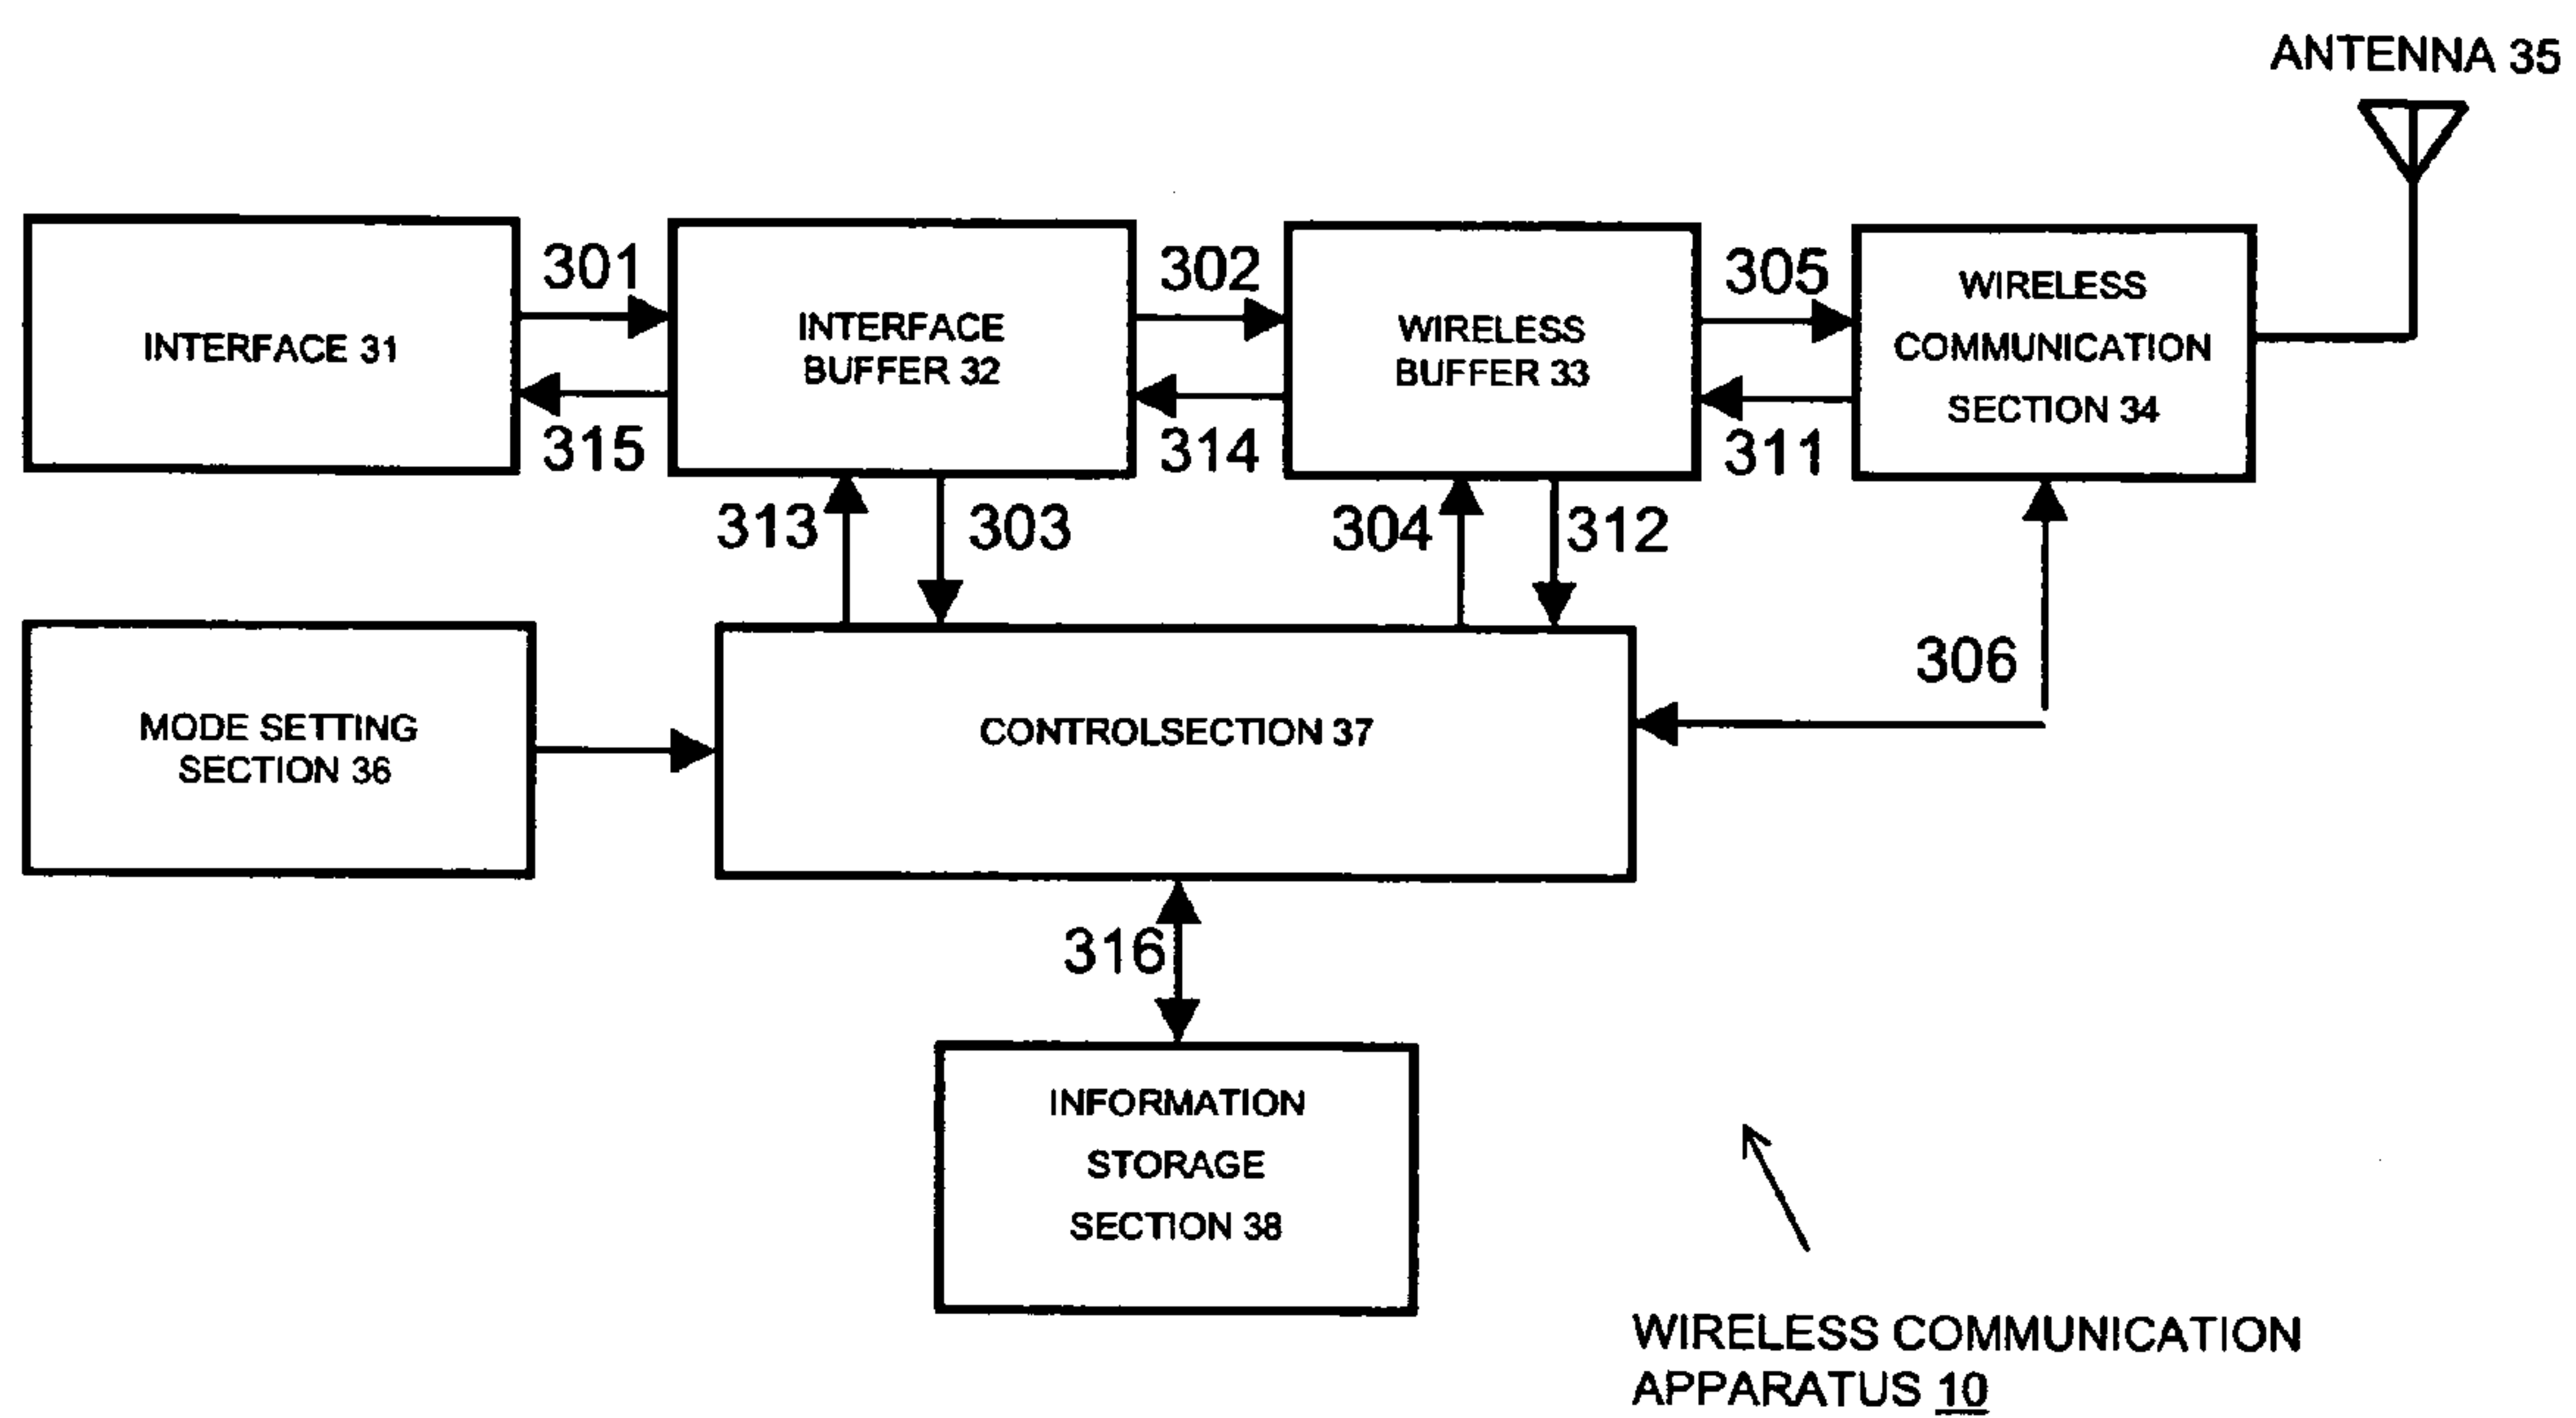 ANTENNA 35
301
302
305
INTERFACE 31
INTERFACE
BUFFER 32
WIRELESS
BUFFER 33
WIRELESS
COMMUNICATION
SECTION 34
315
314
311
313
303
304
312
306
MODE SETTING
SECTION 36
CONTROLSECTION 37
316
INFORMATION
STORAGE
SECTION 38
WIRELESS COMMUNICATION
APPARATUS 10